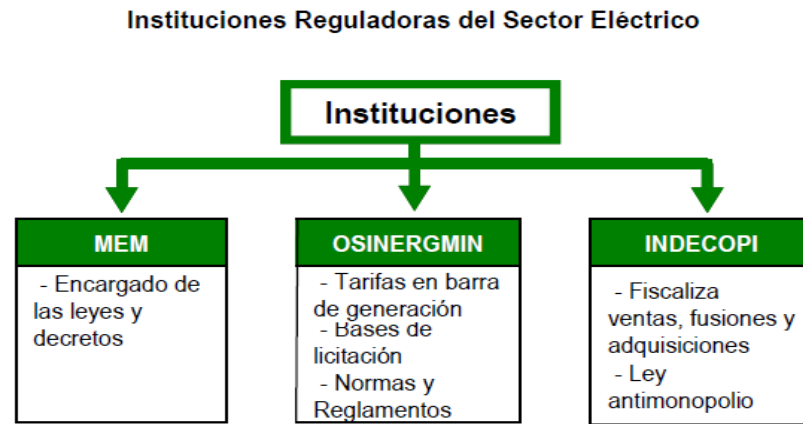 Instituciones Reguladoras del Sector Eléctrico
Instituciones
MEM
- Encargado de
las leyes y
decretos
OSINERGMIN
- Tarifas en barra
de generación
- Bases de
licitación
- Normas y
Reglamentos
INDECOPI
- Fiscaliza
ventas, fusiones y
adquisiciones
- Ley
antimonopolio